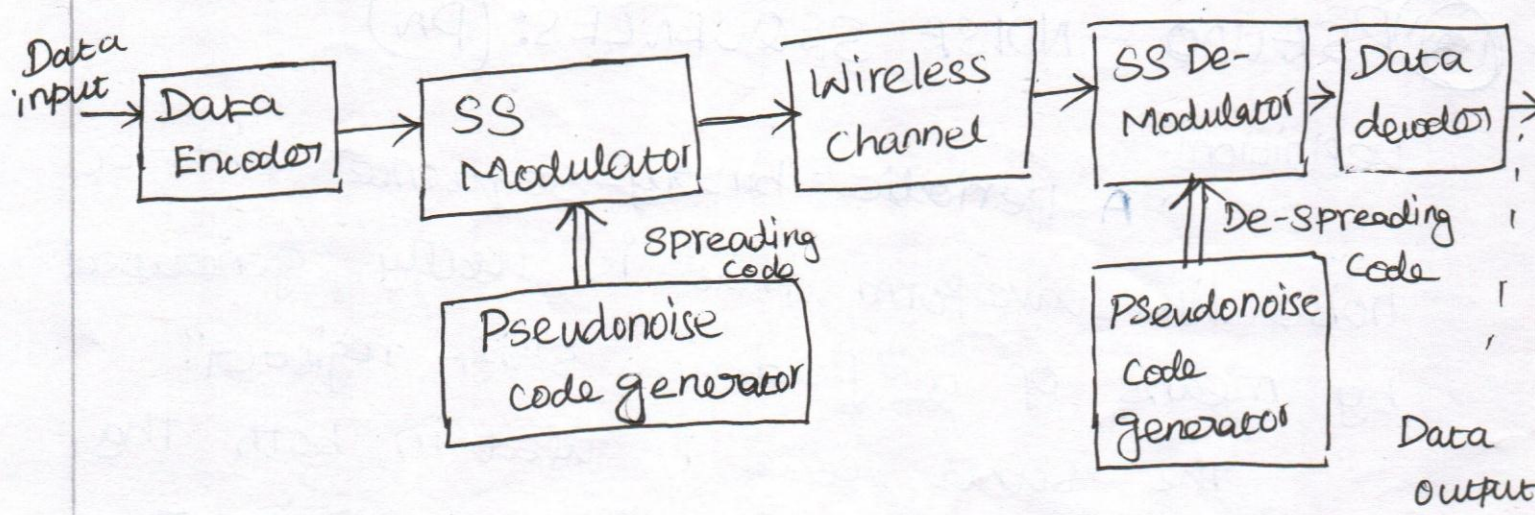 Data
input
Data
Encoder
SS
Modulator
Wireless
Channel
SS De-
Modulator
Data
decoder
Spreading
code
De-spreading
code
Pseudonoise
code generator
Pseudonoise
code
generator
Data
output